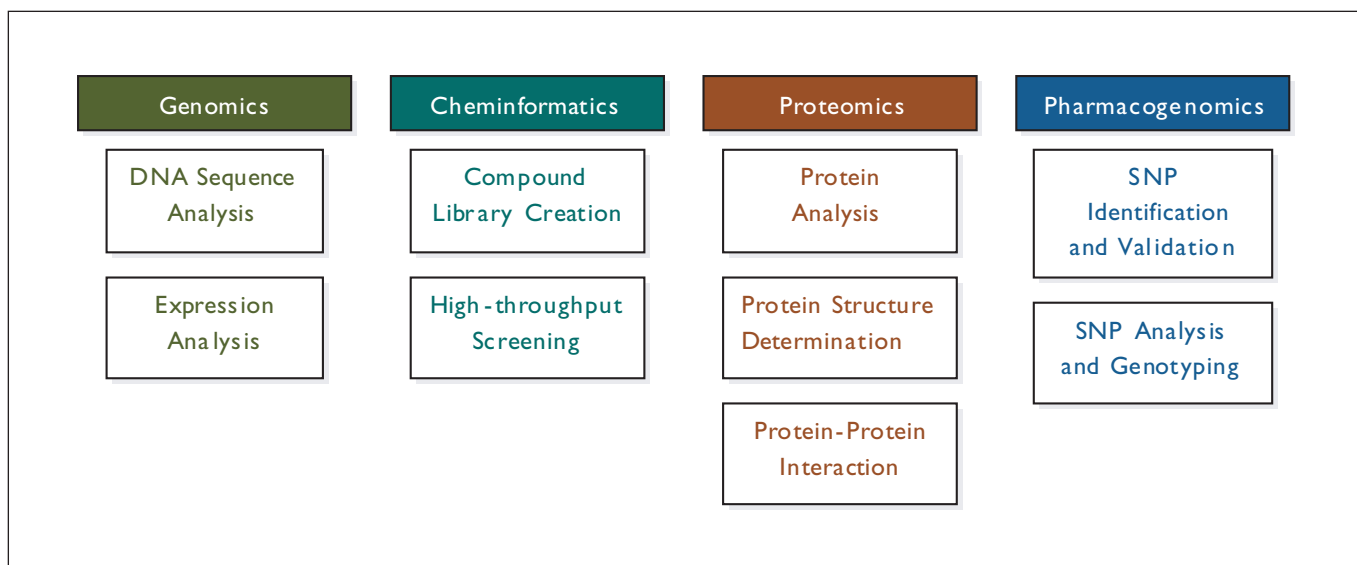 Genomics
DNA Sequence
Analysis
Expression
Analysis
Cheminformatics
Compound
Library Creation
High-throughput
Screening
Proteomics
Protein
Analysis
Protein Structure
Determination
Protein-Protein
Interaction
Pharmacogenomics
SNP
Identification
and Validation
SNP Analysis
and Genotyping